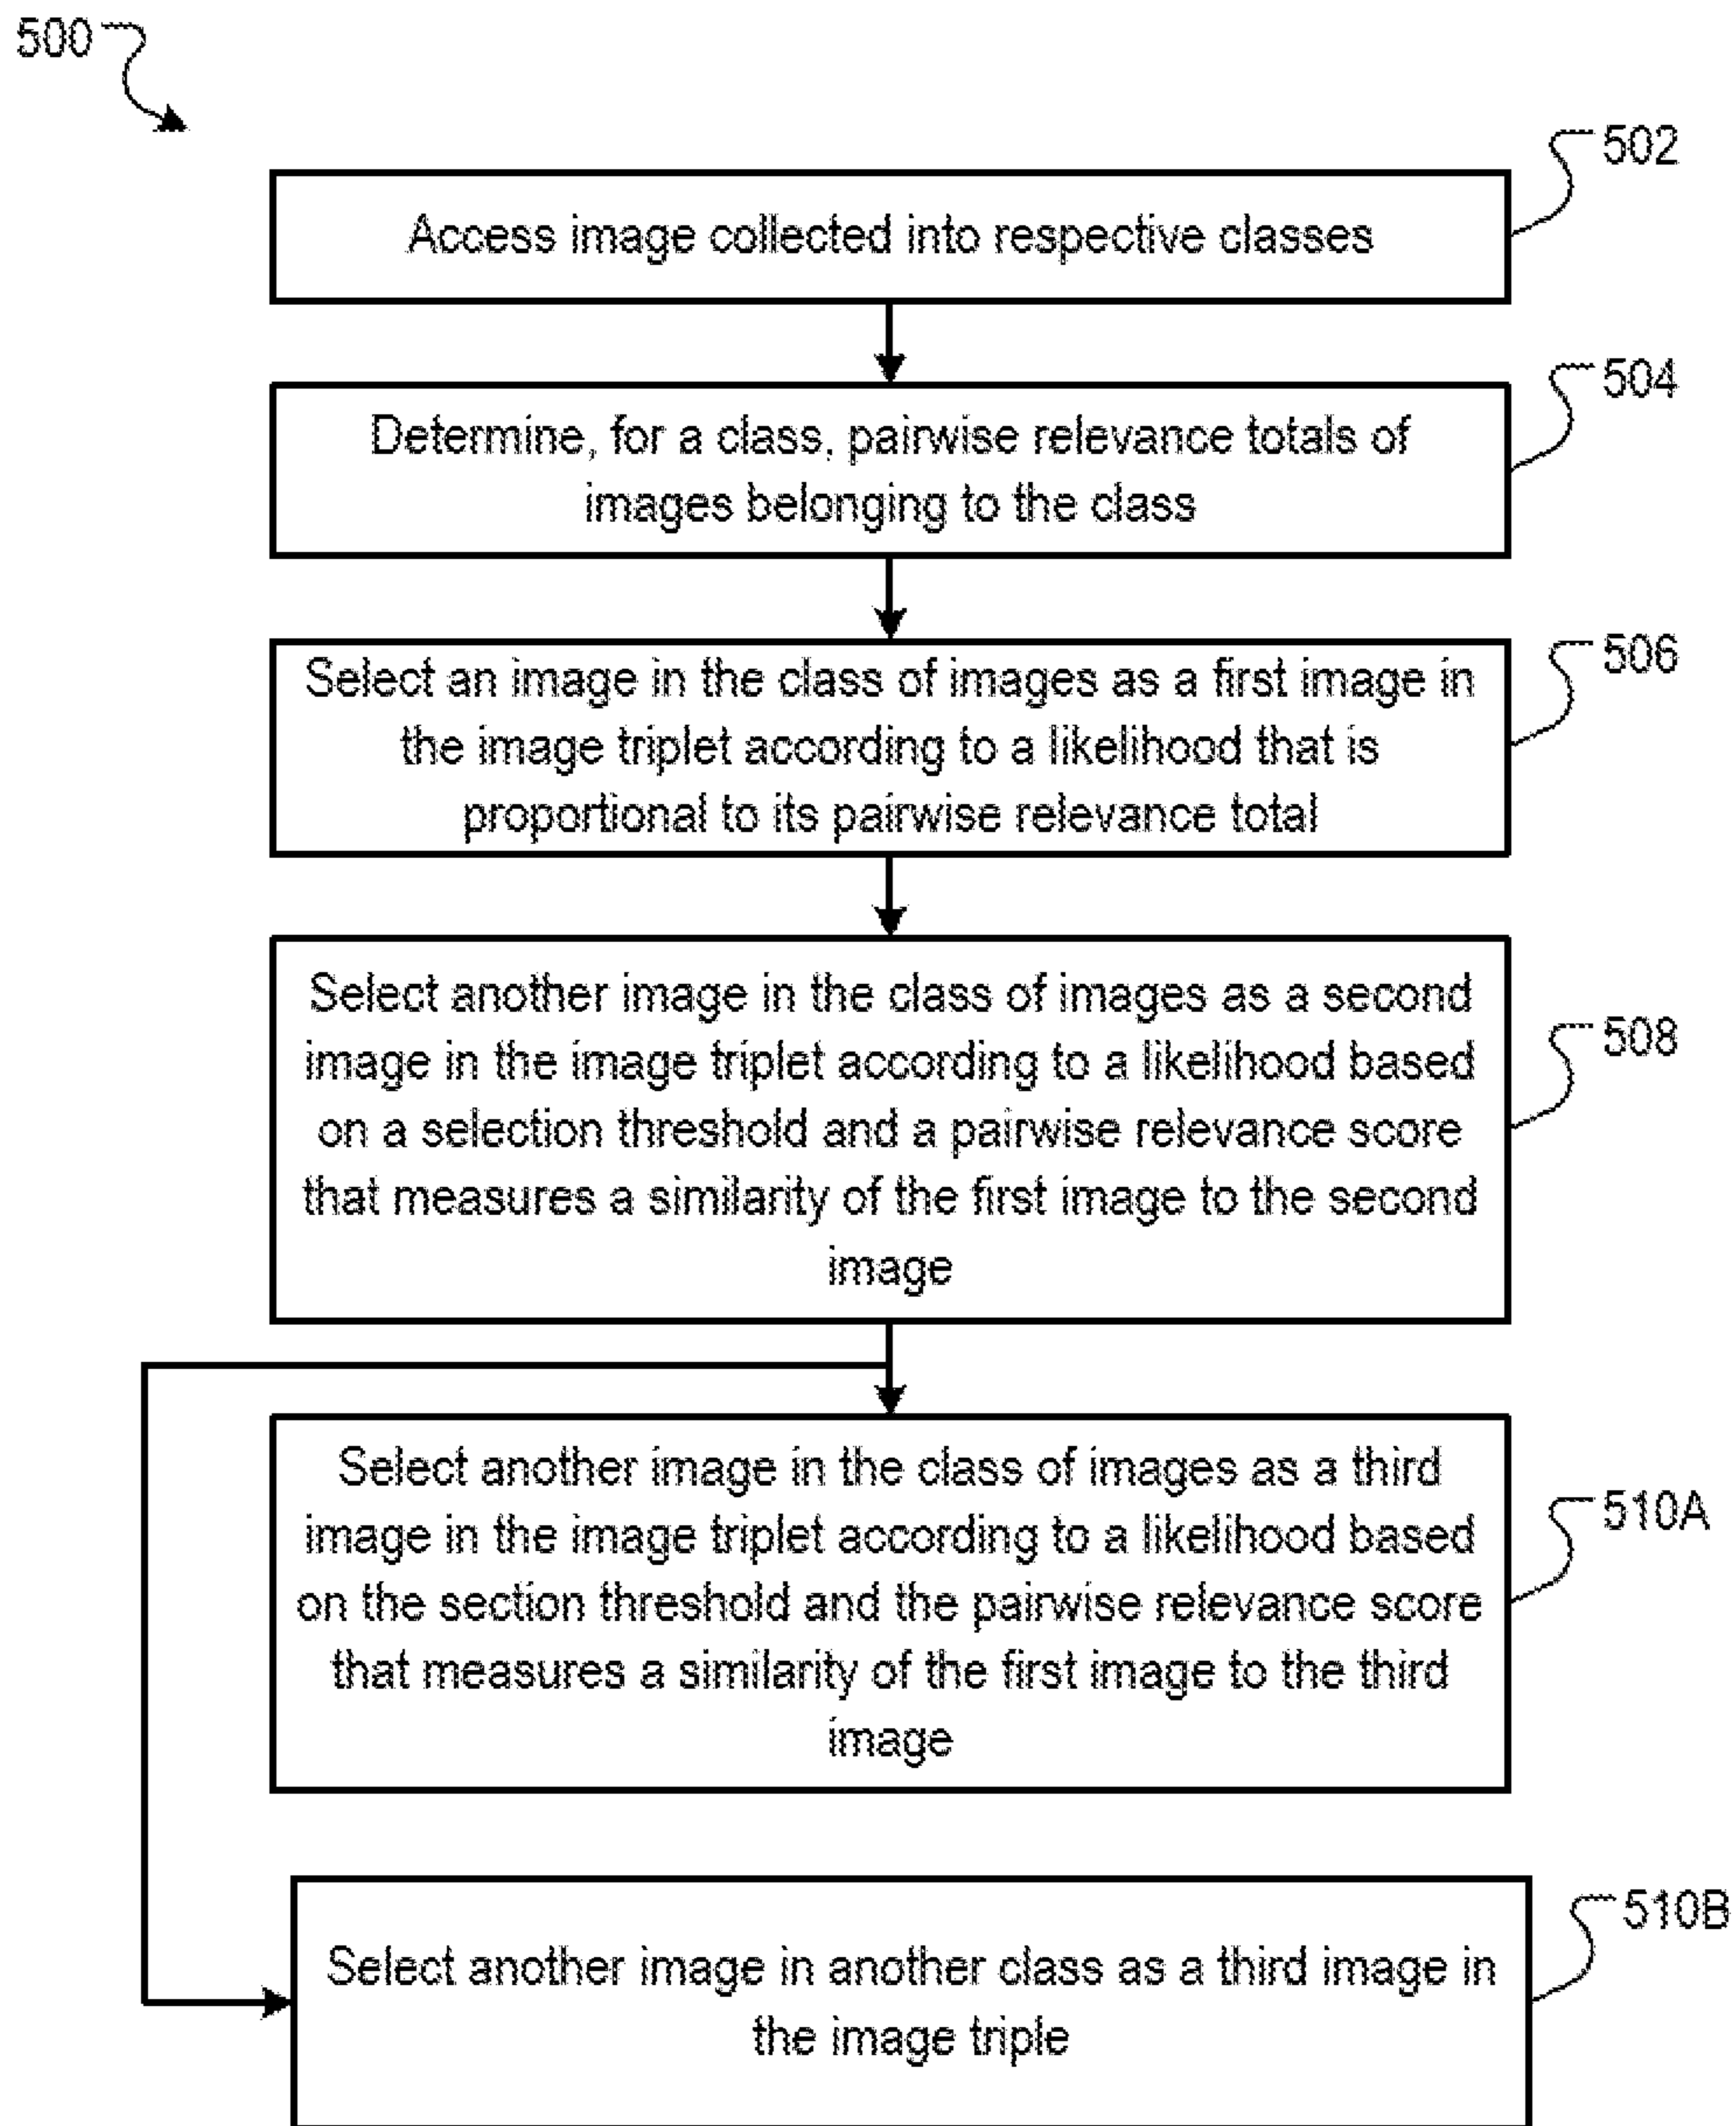 500
502
Access image collected into respective classes
504
Determine, for a class, pairwise relevance totals of
images belonging to the class
506
Select an image in the class of images as a first image in
the image triplet according to a likelihood that is
proportional to its pairwise relevance total
508
Select another image in the class of images as a second
image in the image triplet according to a likelihood based
on a selection threshold and a pairwise relevance score
that measures a similarity of the first image to the second
image
510A
Select another image in the class of images as a third
image in the image triplet according to a likelihood based
on the section threshold and the pairwise relevance score
that measures a similarity of the first image to the third
image
510B
Select another image in another class as a third image in
the image triple